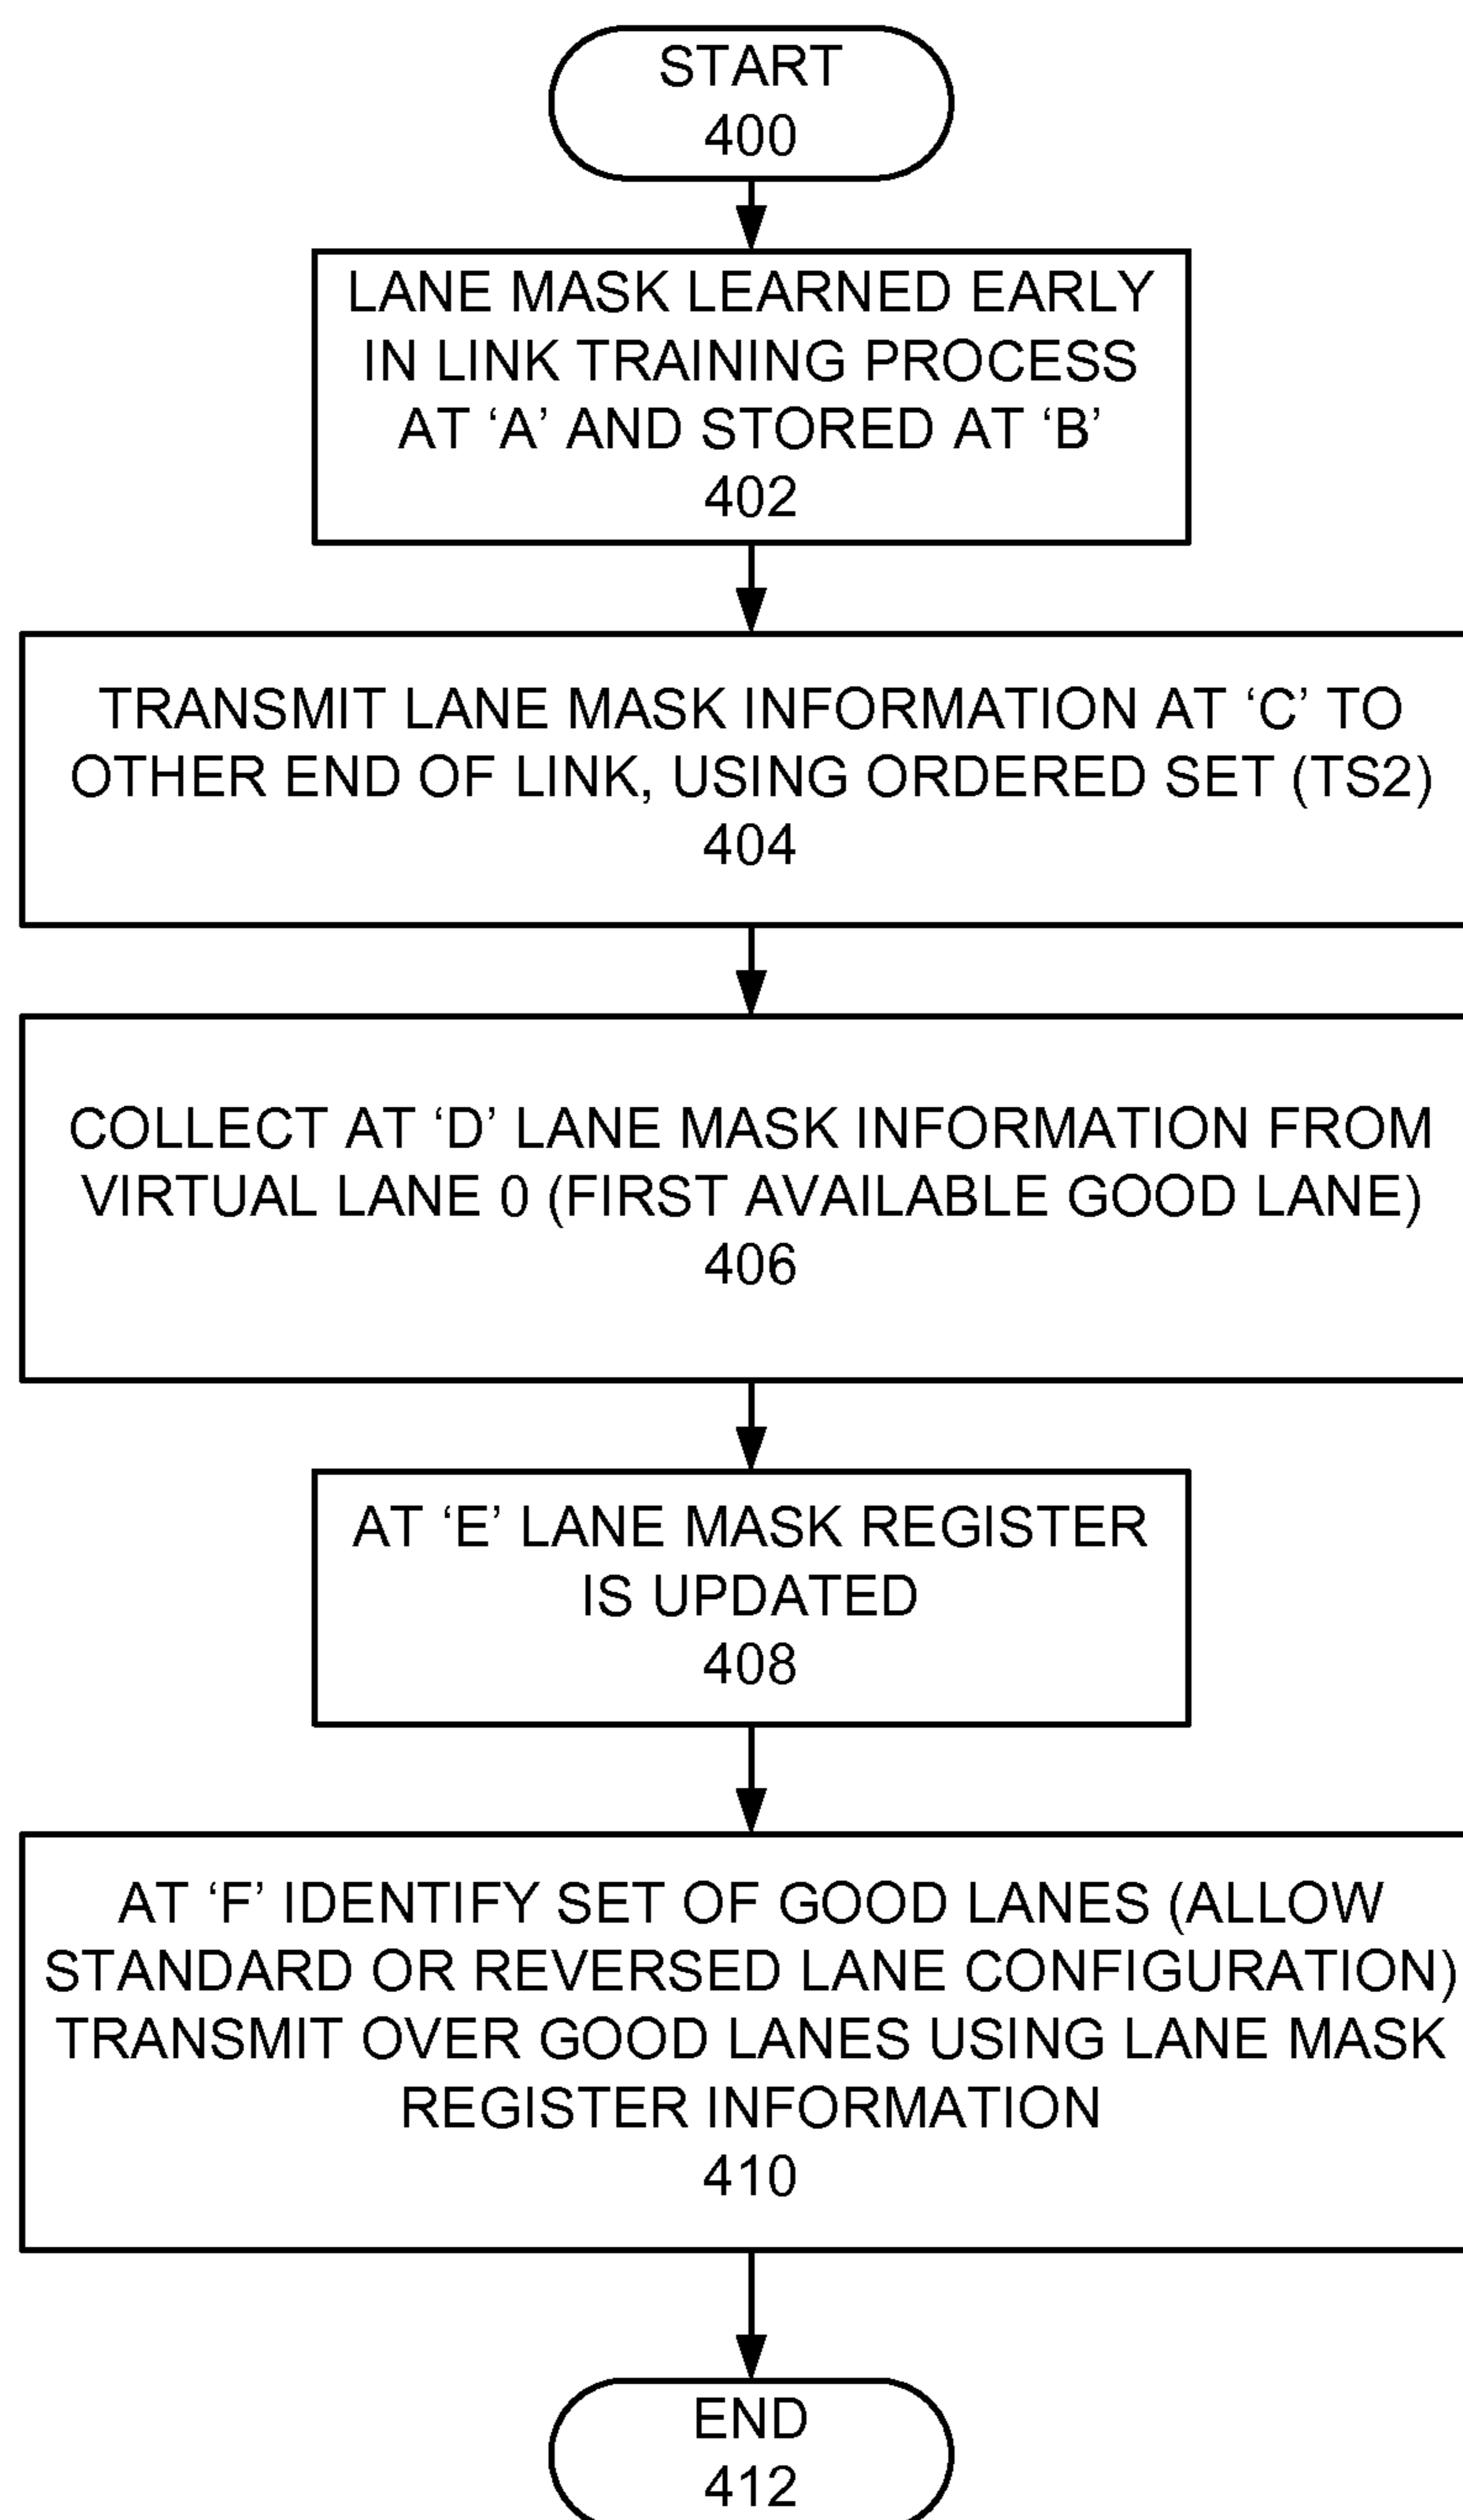 START
400
LANE MASK LEARNED EARLY
IN LINK TRAINING PROCESS
AT ‘A’ AND STORED AT ‘B’
402
TRANSMIT LANE MASK INFORMATION AT ‘C’ TO
OTHER END OF LINK, USING ORDERED SET (TS2)
404
COLLECT AT ‘D’ LANE MASK INFORMATION FROM
VIRTUAL LANE 0 (FIRST AVAILABLE GOOD LANE)
406
AT ‘E’ LANE MASK REGISTER
IS UPDATED
408
AT ‘F’ IDENTIFY SET OF GOOD LANES (ALLOW
STANDARD OR REVERSED LANE CONFIGURATION)
TRANSMIT OVER GOOD LANES USING LANE MASK
REGISTER INFORMATION
410
END
412